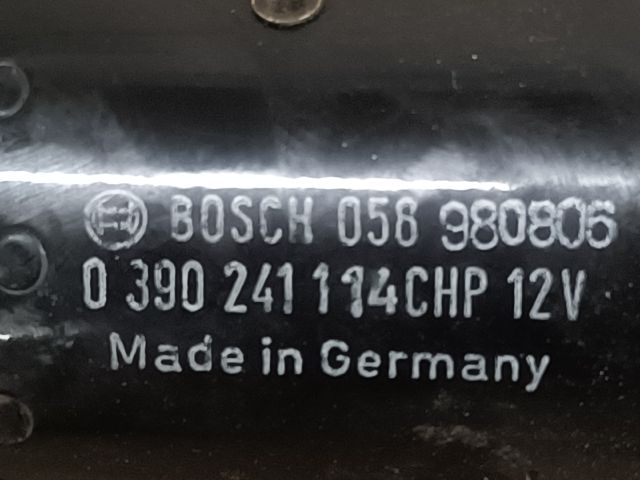 BOSCH 058 980806
0 390 241 114CHP 12V
Made in Germany